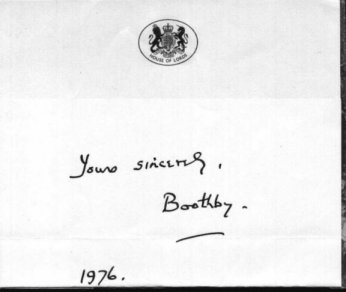 HOUSE OF LORDS
Yours sincerely,
Boothby.
1976.